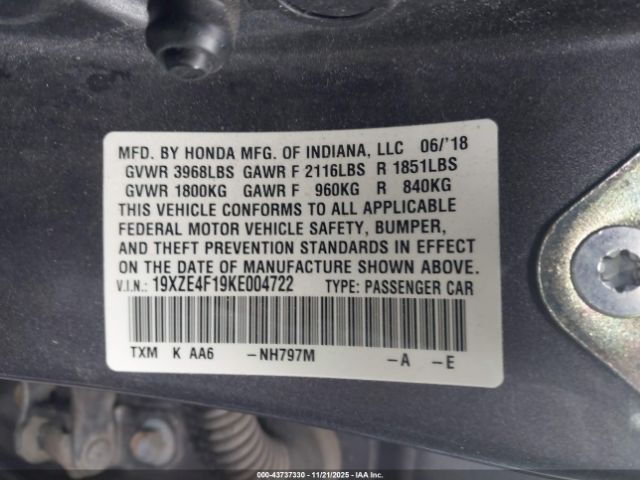 MFD. BY HONDA MFG. OF INDIANA, LLC 06/'18
GVWR 3968LBS GAWR F 2116LBS R 1851LBS
GVWR 1800KG GAWR F 960KG R 840KG
THIS VEHICLE CONFORMS TO ALL APPLICABLE
FEDERAL MOTOR VEHICLE SAFETY, BUMPER,
AND THEFT PREVENTION STANDARDS IN EFFECT
ON THE DATE OF MANUFACTURE SHOWN ABOVE.
V.I.N.: 19XZE4F19KE004722 TYPE: PASSENGER CAR
TXM K AA6 -NH797M -A -E
000-43737330 - 11/21/2025 - IAAI.COM